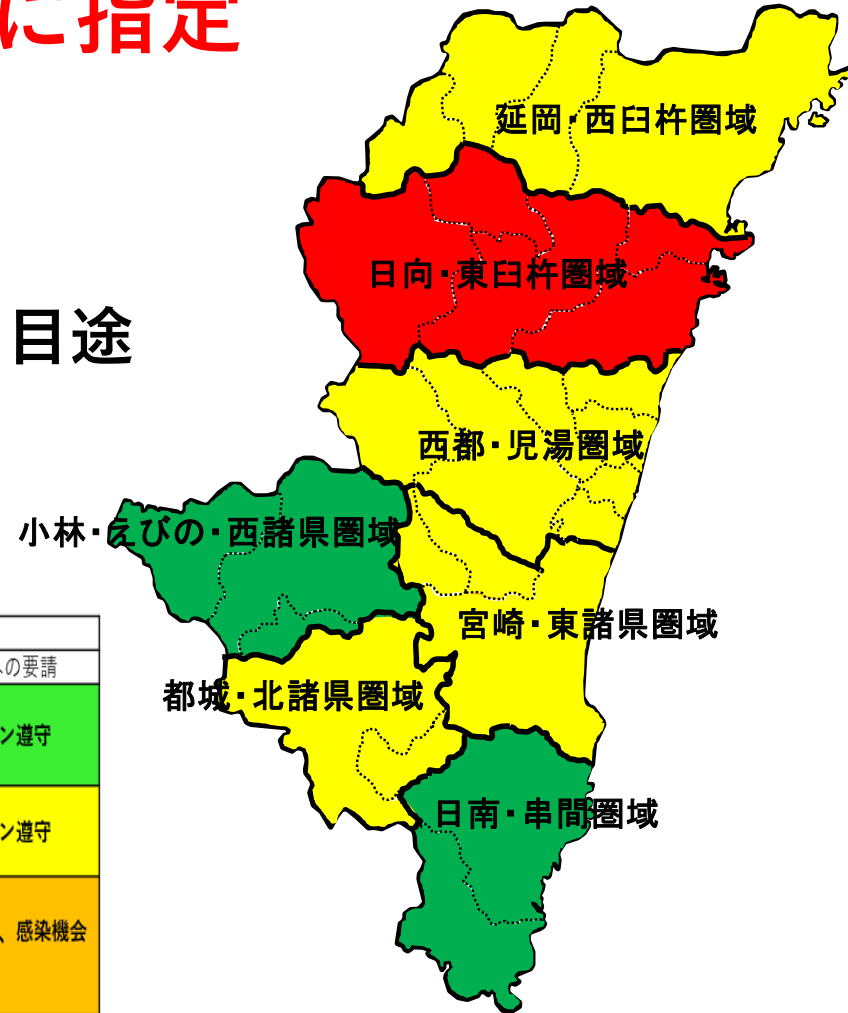 に指定
延岡・西臼杵圏域
日向・東臼杵圏域
目途
西都・児湯圏域
小林・えびの・西諸県圏域
宮崎・東諸県圏域
への要請
都城・北諸県圏域
ン遵守
日南・串間圏域
ン遵守
、感染機会